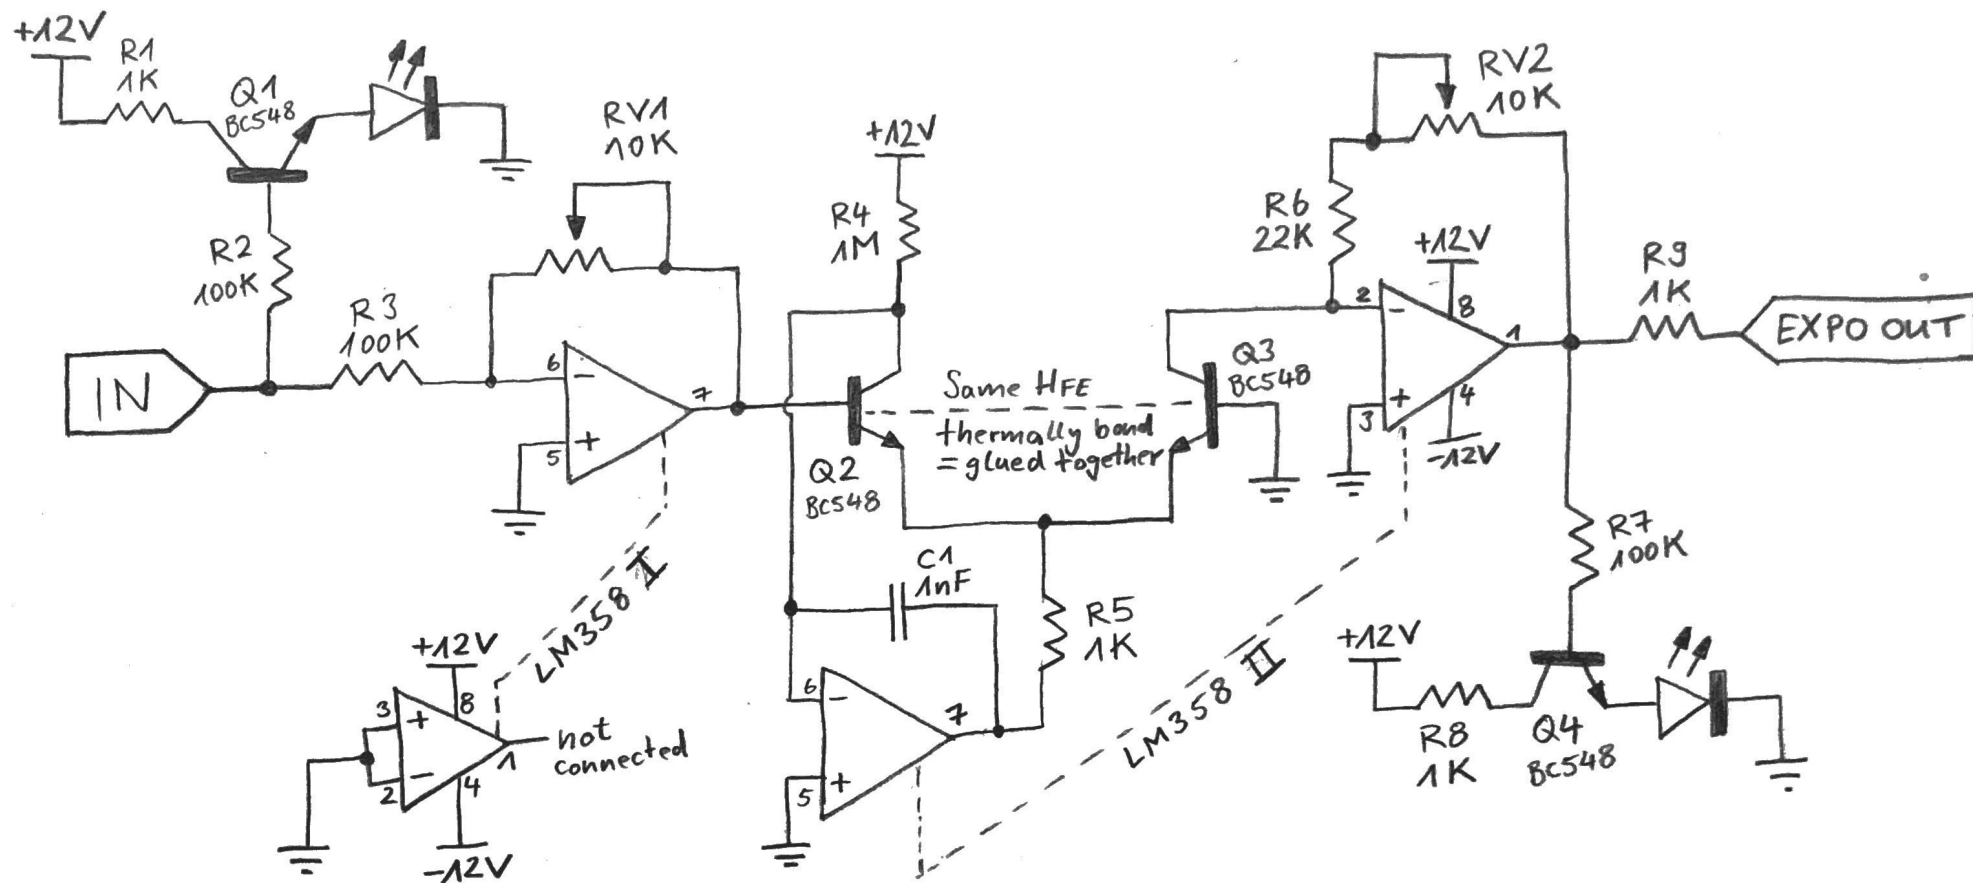 +12V
R1
1K
Q1
BC548
R2
100K
IN
R3
100K
RV1
10K
6
-
+
5
7
+12V
R4
1M
Q2
BC548
Same HFE
thermally bond
= glued together
Q3
BC548
RV2
10K
R6
22K
+12V
2
-
8
1
+
3
4
-12V
R9
1K
EXPO OUT
R7
100K
+12V
R8
1K
Q4
BC548
C1
1nF
R5
1K
6
-
7
+
5
LM358 II
LM358 I
+12V
3
+
8
-
2
4
1
not
connected
-12V